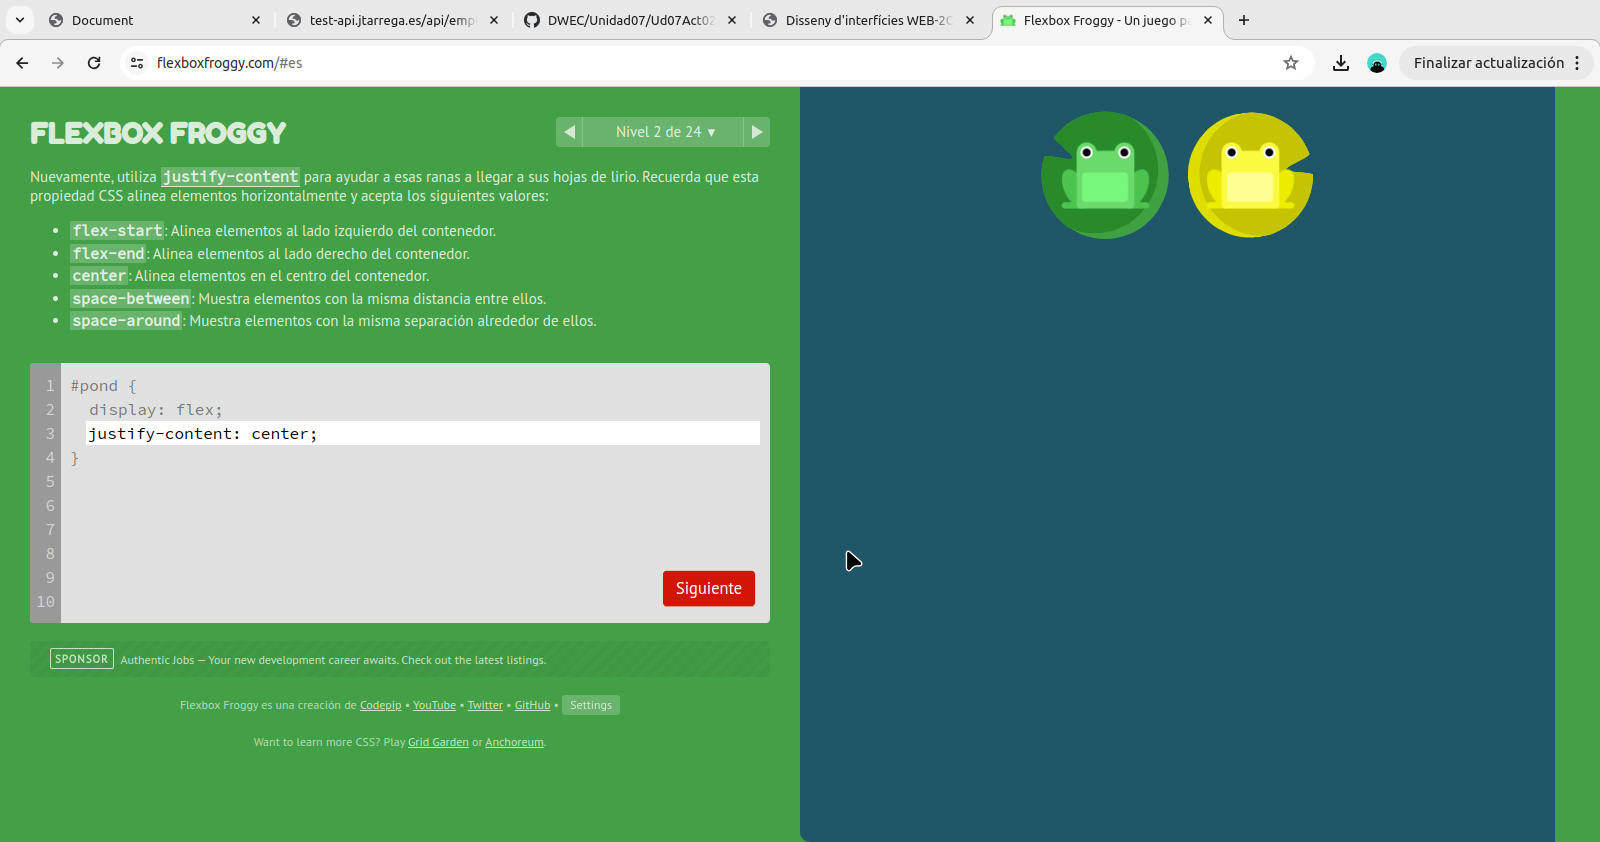 Document
test-api.jtarrega.es/api/emp
DWEC/Unidad07/Ud07Act02
Disseny d'interfícies WEB-2C
Flexbox Froggy - Un juego pa
flexboxfroggy.com/#es
Finalizar actualización
FLEXBOX FROGGY
Nivel 2 de 24 ▾
Nuevamente, utiliza justify-content para ayudar a esas ranas a llegar a sus hojas de lirio. Recuerda que esta
propiedad CSS alinea elementos horizontalmente y acepta los siguientes valores:
• flex-start: Alinea elementos al lado izquierdo del contenedor.
• flex-end: Alinea elementos al lado derecho del contenedor.
• center: Alinea elementos en el centro del contenedor.
• space-between: Muestra elementos con la misma distancia entre ellos.
• space-around: Muestra elementos con la misma separación alrededor de ellos.
1 #pond {
2 display: flex;
3 justify-content: center;
4 }
5
6
7
8
9
10
Siguiente
SPONSOR Authentic Jobs — Your new development career awaits. Check out the latest listings.
Flexbox Froggy es una creación de Codepip • YouTube • Twitter • GitHub • Settings
Want to learn more CSS? Play Grid Garden or Anchoreum.